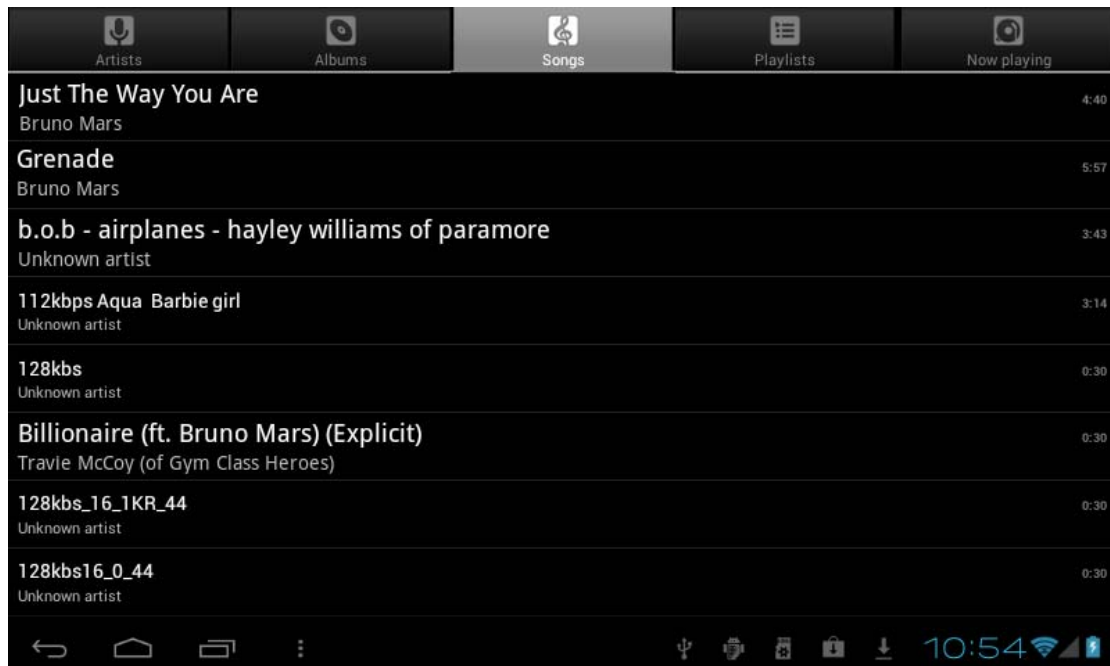 Artists
Albums
Songs
Playlists
Now playing
Just The Way You Are
4:40
Bruno Mars
Grenade
5:57
Bruno Mars
b.o.b - airplanes - hayley williams of paramore
3:43
Unknown artist
112kbps Aqua  Barbie girl
3:14
Unknown artist
128kbs
0:30
Unknown artist
Billionaire (ft. Bruno Mars) (Explicit)
0:30
Travie McCoy (of Gym Class Heroes)
128kbs_16_1KR_44
0:30
Unknown artist
128kbs16_0_44
0:30
Unknown artist
10:54